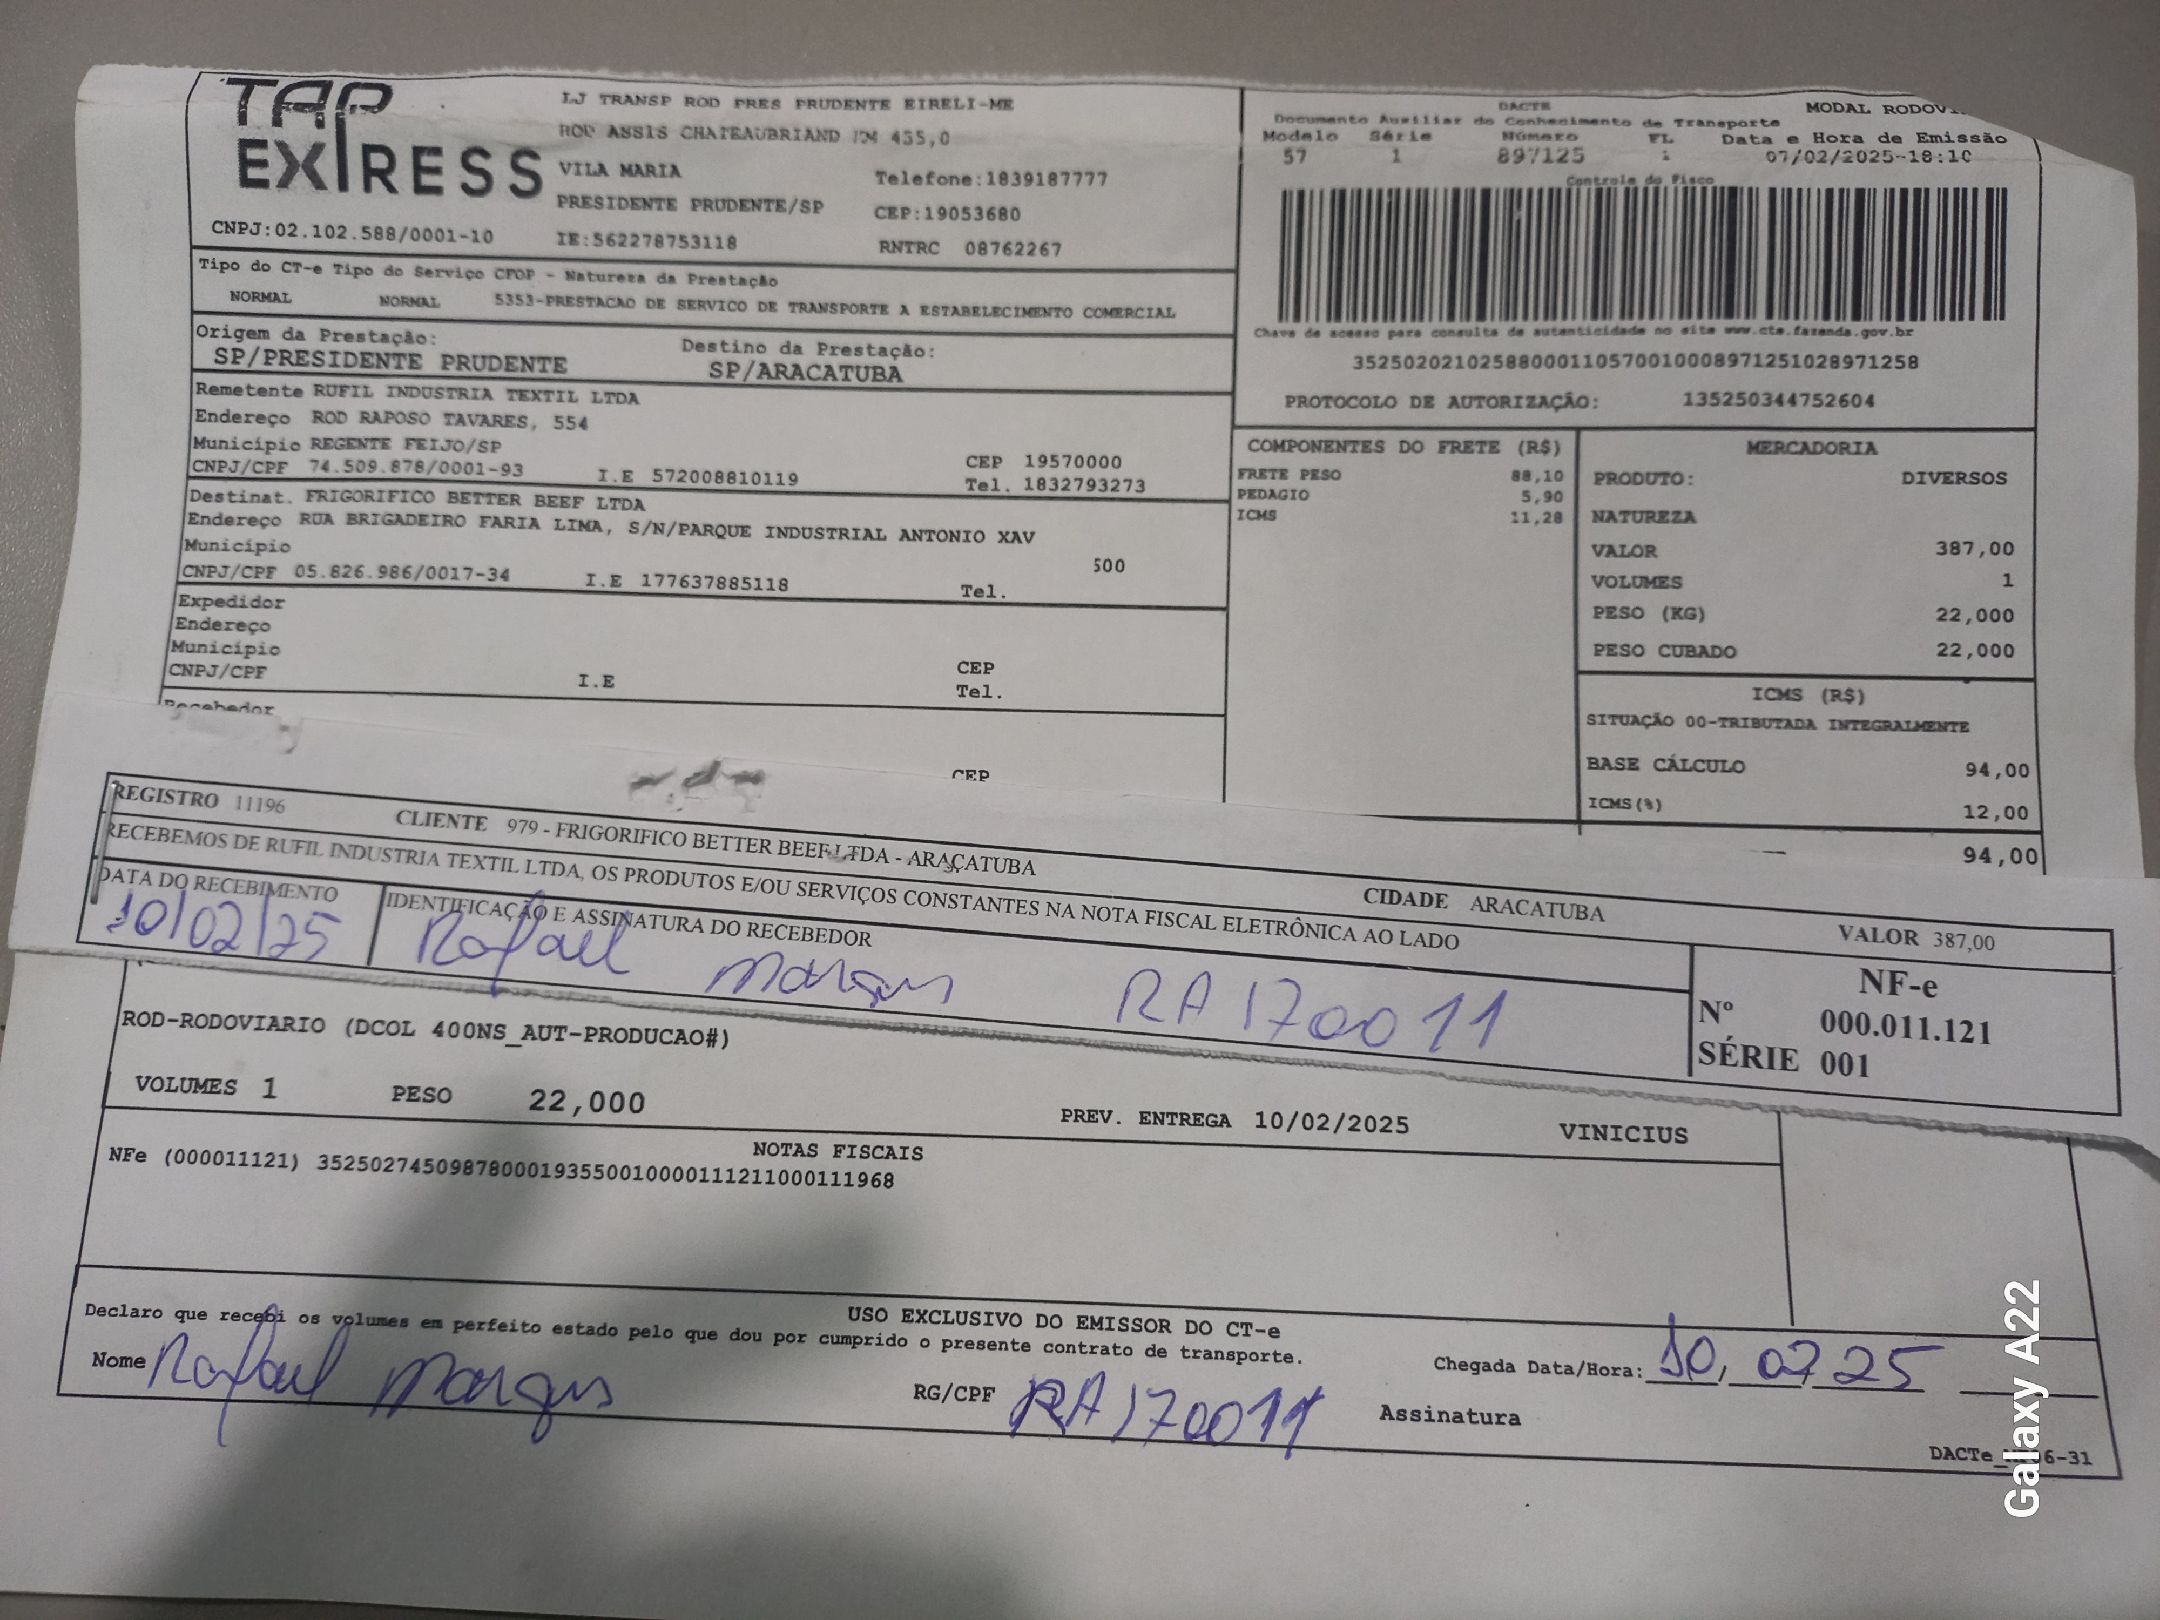 TAP EXPRESS
CNPJ:02.102.588/0001-10
LJ TRANSP ROD PRES PRUDENTE EIRELI-ME
ROD ASSIS CHATEAUBRIAND KM 455,0
VILA MARIA Telefone:1839187777
PRESIDENTE PRUDENTE/SP CEP:19053680
IE:562278753118 RNTRC 08762267
DACTE MODAL RODOVI
Documento Auxiliar do Conhecimento de Transporte
Modelo Série Número FL Data e Hora de Emissão
57 1 897125 1 07/02/2025-18:10
Controle do Fisco
Chave de acesso para consulta de autenticidade no site www.cte.fazenda.gov.br
35250202102588000110570010008971251028971258
PROTOCOLO DE AUTORIZAÇÃO: 135250344752604
Tipo do CT-e Tipo do Serviço CFOP - Natureza da Prestação
NORMAL NORMAL 5353-PRESTACAO DE SERVICO DE TRANSPORTE A ESTABELECIMENTO COMERCIAL
Origem da Prestação: Destino da Prestação:
SP/PRESIDENTE PRUDENTE SP/ARACATUBA
Remetente RUFIL INDUSTRIA TEXTIL LTDA
Endereço ROD RAPOSO TAVARES, 554
Município REGENTE FEIJO/SP CEP 19570000
CNPJ/CPF 74.509.878/0001-93 I.E 572008810119 Tel. 1832793273
Destinat. FRIGORIFICO BETTER BEEF LTDA
Endereço RUA BRIGADEIRO FARIA LIMA, S/N/PARQUE INDUSTRIAL ANTONIO XAV
Município 500
CNPJ/CPF 05.826.986/0017-34 I.E 177637885118 Tel.
Expedidor
Endereço
Município CEP
CNPJ/CPF I.E Tel.
Recebedor
CEP
COMPONENTES DO FRETE (R$)
FRETE PESO 88,10
PEDAGIO 5,90
ICMS 11,28
MERCADORIA
PRODUTO: DIVERSOS
NATUREZA
VALOR 387,00
VOLUMES 1
PESO (KG) 22,000
PESO CUBADO 22,000
ICMS (R$)
SITUAÇÃO 00-TRIBUTADA INTEGRALMENTE
BASE CÁLCULO 94,00
ICMS(%) 12,00
94,00
REGISTRO 11196 CLIENTE 979 - FRIGORIFICO BETTER BEEF LTDA - ARAÇATUBA CIDADE ARACATUBA VALOR 387,00
RECEBEMOS DE RUFIL INDUSTRIA TEXTIL LTDA, OS PRODUTOS E/OU SERVIÇOS CONSTANTES NA NOTA FISCAL ELETRÔNICA AO LADO
DATA DO RECEBIMENTO IDENTIFICAÇÃO E ASSINATURA DO RECEBEDOR
10/02/25 Rafael Marques RA 170011
NF-e
Nº 000.011.121
SÉRIE 001
ROD-RODOVIARIO (DCOL 400NS_AUT-PRODUCAO#)
VOLUMES 1 PESO 22,000 PREV. ENTREGA 10/02/2025 VINICIUS
NOTAS FISCAIS
NFe (000011121) 35250274509878000193550010000111211000111968
USO EXCLUSIVO DO EMISSOR DO CT-e
Declaro que recebi os volumes em perfeito estado pelo que dou por cumprido o presente contrato de transporte.
Nome Rafael Marques RG/CPF RA 170011 Chegada Data/Hora: 10, 02 25
Assinatura
DACTe_ 6-31
Galaxy A22